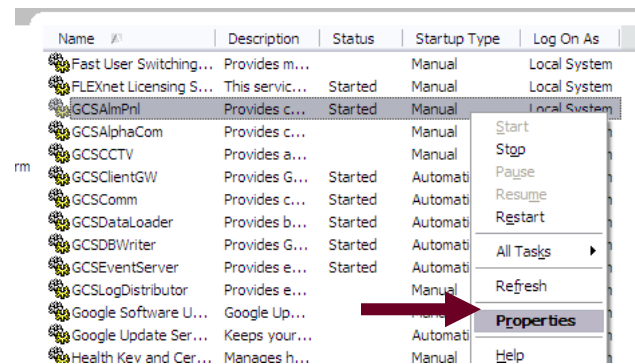 Name Description Status Startup Type Log On As
Fast User Switching... Provides m... Manual Local System
FLEXnet Licensing S... This servic... Started Manual Local System
GCSAlmPnl Provides c... Started Manual Local System
GCSAlphaCom Provides c... Manual
Start
GCSCCTV Provides a... Manual
Stop
rm
GCSClientGW Provides G... Started Automati
Pause
GCSComm Provides c... Started Automati
Resume
GCSDataLoader Provides b... Started Automati
Restart
GCSDBWriter Provides G... Started Automati
All Tasks
GCSEventServer Provides e... Started Automati
GCSLogDistributor Provides e... Manual
Refresh
Google Software U... Google Up...
Properties
Google Update Ser... Keeps your... Automati
Health Key and Cer... Manages h... Manual
Help